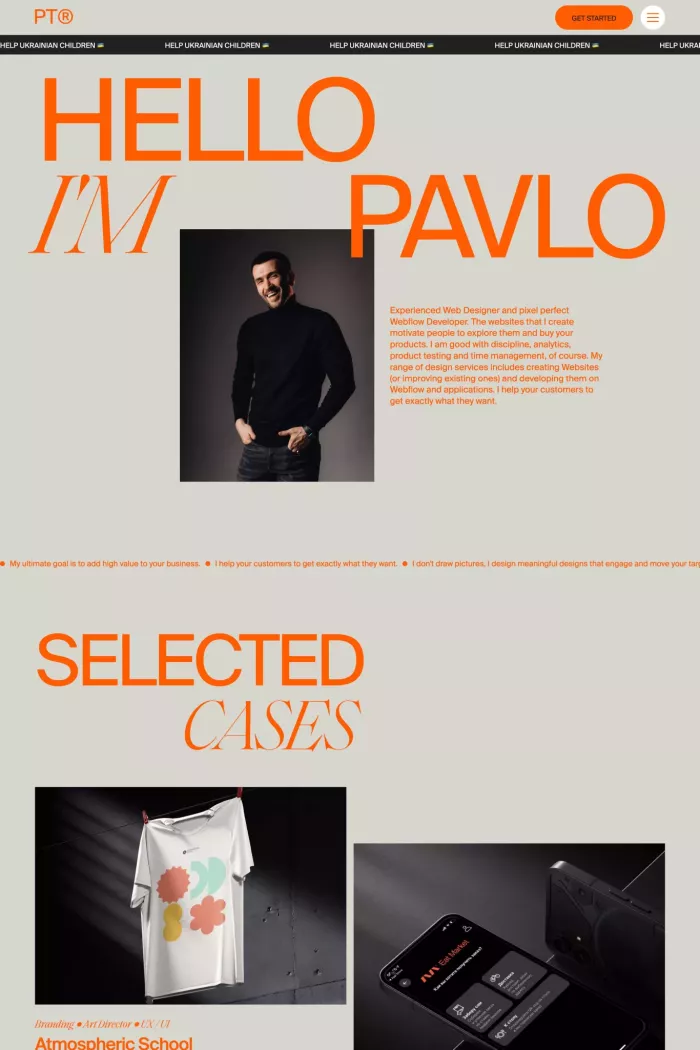 PT®
GET STARTED
HELP UKRAINIAN CHILDREN HELP UKRAINIAN CHILDREN HELP UKRAINIAN CHILDREN HELP UKRAINIAN CHILDREN HELP UKRA
HELLO
I'M PAVLO
Experienced Web Designer and pixel perfect
Webflow Developer. The websites that I create
motivate people to explore them and buy your
products. I am good with discipline, analytics,
product testing and time management, of course. My
range of design services includes creating Websites
(or improving existing ones) and developing them on
Webflow and applications. I help your customers to
get exactly what they want.
● My ultimate goal is to add high value to your business. ● I help your customers to get exactly what they want. ● I don't draw pictures, I design meaningful designs that engage and move your targ
SELECTED
CASES
Eat Market
Доставка
Забрать
Branding ● Art Director ● UX / UI
Atmospheric School